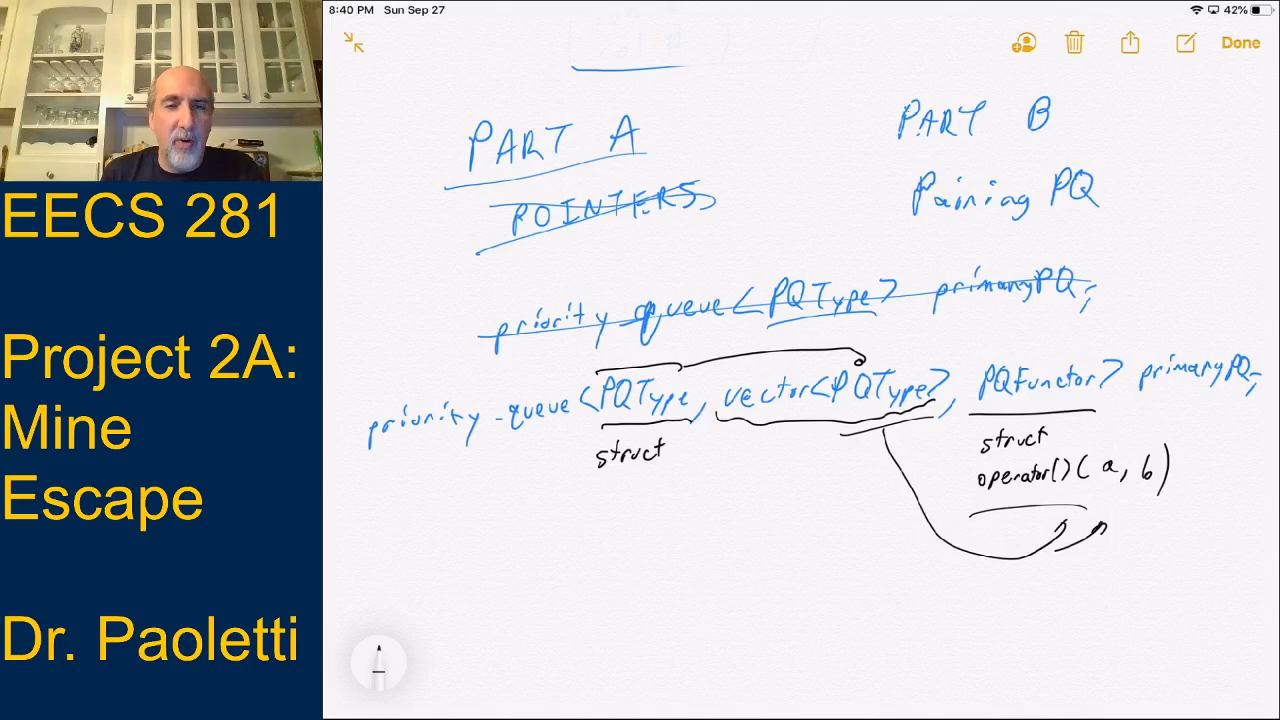 8:40 PM Sun Sep 27
42%
Done
EECS 281
Project 2A:
Mine
Escape
Dr. Paoletti
PART A
POINTERS
PART B
Pairing PQ
priority_queue<PQType> primaryPQ;
priority_queue<PQType, vector<PQType>, PQFunctor> primaryPQ;
struct
struct
operator()(a, b)